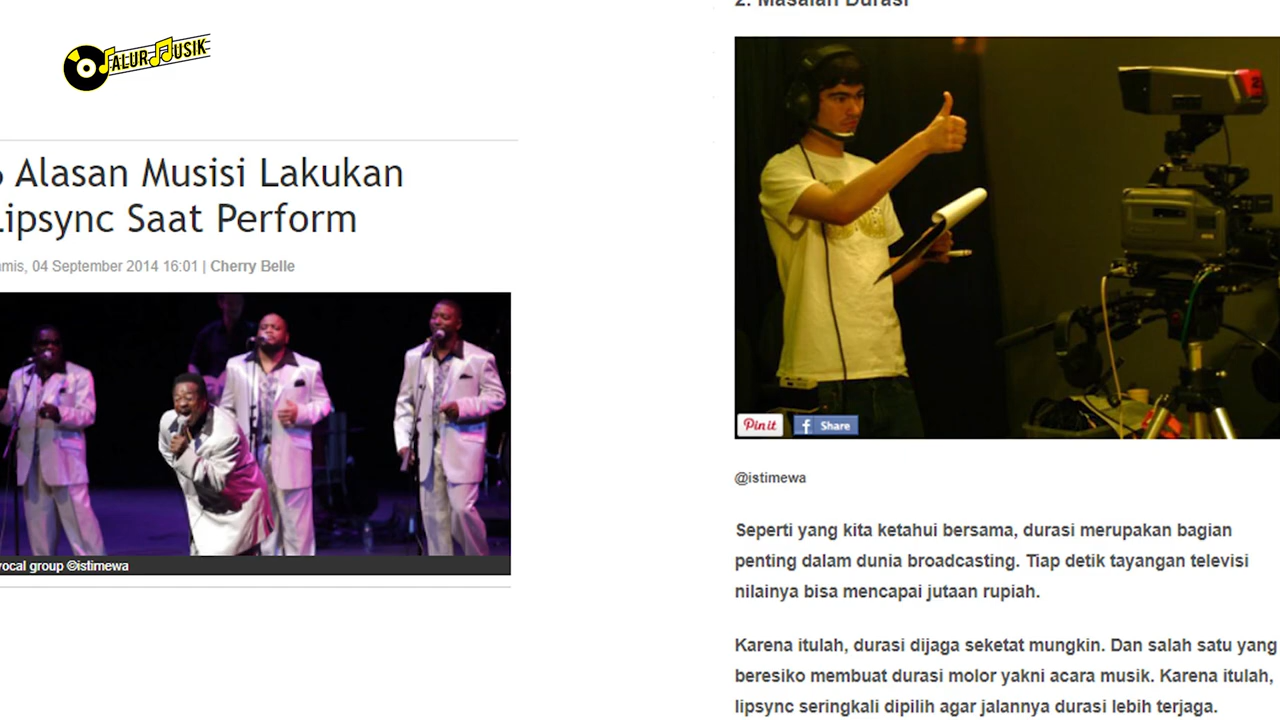 ALUR MUSIK
Alasan Musisi Lakukan
Lipsync Saat Perform
amis, 04 September 2014 16:01 | Cherry Belle
vocal group ©istimewa
2. Masalah Durasi
Pin it
f Share
@istimewa
Seperti yang kita ketahui bersama, durasi merupakan bagian
penting dalam dunia broadcasting. Tiap detik tayangan televisi
nilainya bisa mencapai jutaan rupiah.
Karena itulah, durasi dijaga seketat mungkin. Dan salah satu yang
beresiko membuat durasi molor yakni acara musik. Karena itulah,
lipsync seringkali dipilih agar jalannya durasi lebih terjaga.